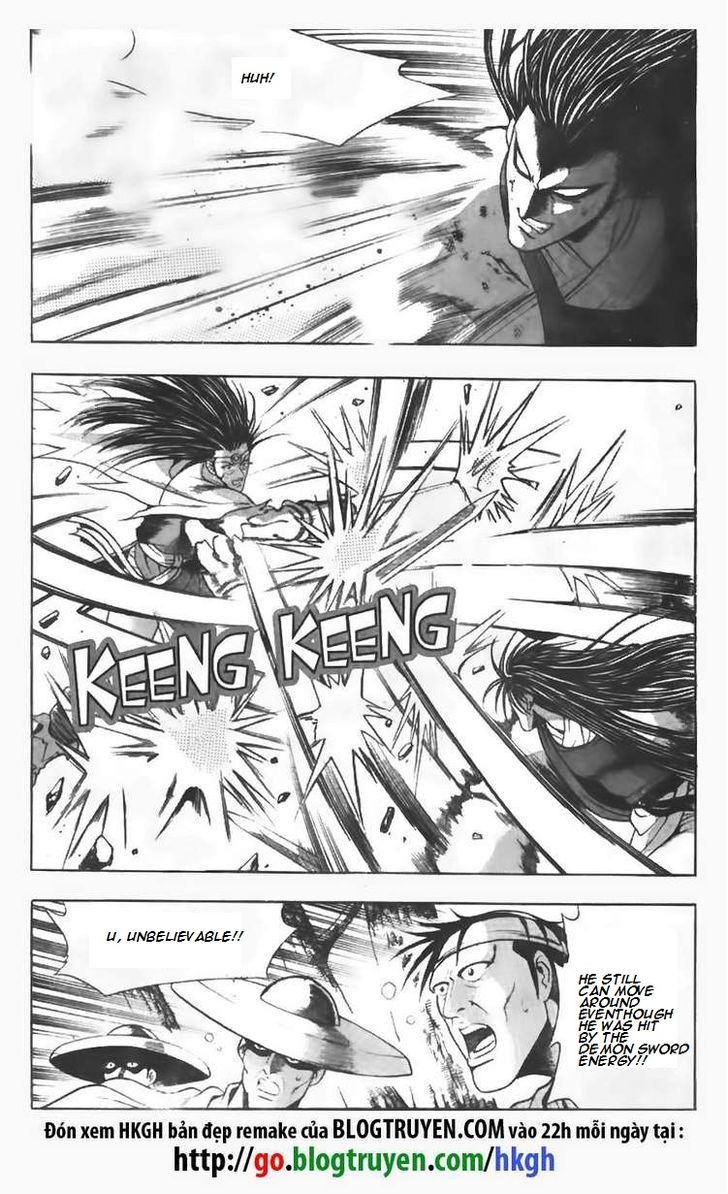 HUH!
KEENG KEENG
U, UNBELIEVABLE!!
HE STILL
CAN MOVE
AROUND
EVENTHOUGH
HE WAS HIT
BY THE
DEMON SWORD
ENERGY!!
Đón xem HKGH bản đẹp remake của BLOGTRUYEN.COM vào 22h mỗi ngày tại :
http://go.blogtruyen.com/hkgh